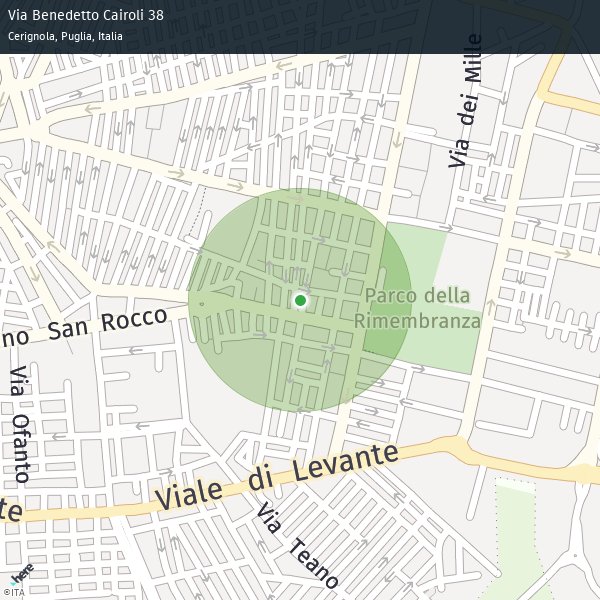 Via Benedetto Cairoli 38
Cerignola, Puglia, Italia
Via dei Mille
Parco della
Rimembranza
no San Rocco
Via Ofanto
Viale di Levante
te
Via Teano
here
©ITA